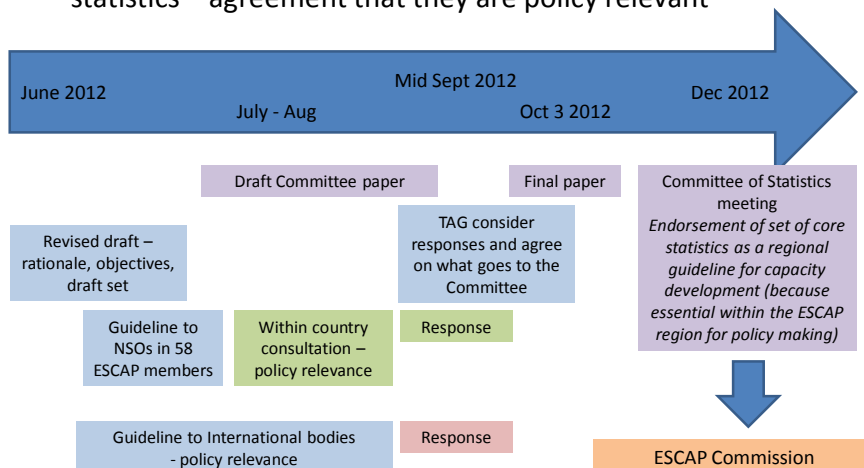 statistics – agreement that they are policy relevant
June 2012
Mid Sept 2012
Dec 2012
July - Aug
Oct 3 2012
Draft Committee paper
Final paper
Committee of Statistics
meeting
Endorsement of set of core
statistics as a regional
guideline for capacity
development (because
essential within the ESCAP
region for policy making)
TAG consider
responses and agree
on what goes to the
Committee
Revised draft –
rationale, objectives,
draft set
Guideline to
NSOs in 58
ESCAP members
Within country
consultation –
policy relevance
Response
Guideline to International bodies
- policy relevance
Response
ESCAP Commission